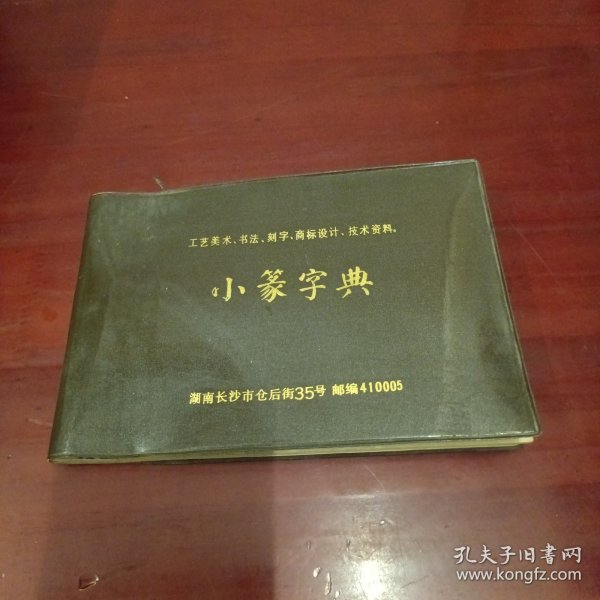 工艺美术、书法、刻字、商标设计、技术资料。
小篆字典
湖南长沙市仓后街35号 邮编410005
孔夫子旧书网
www.kongfz.com